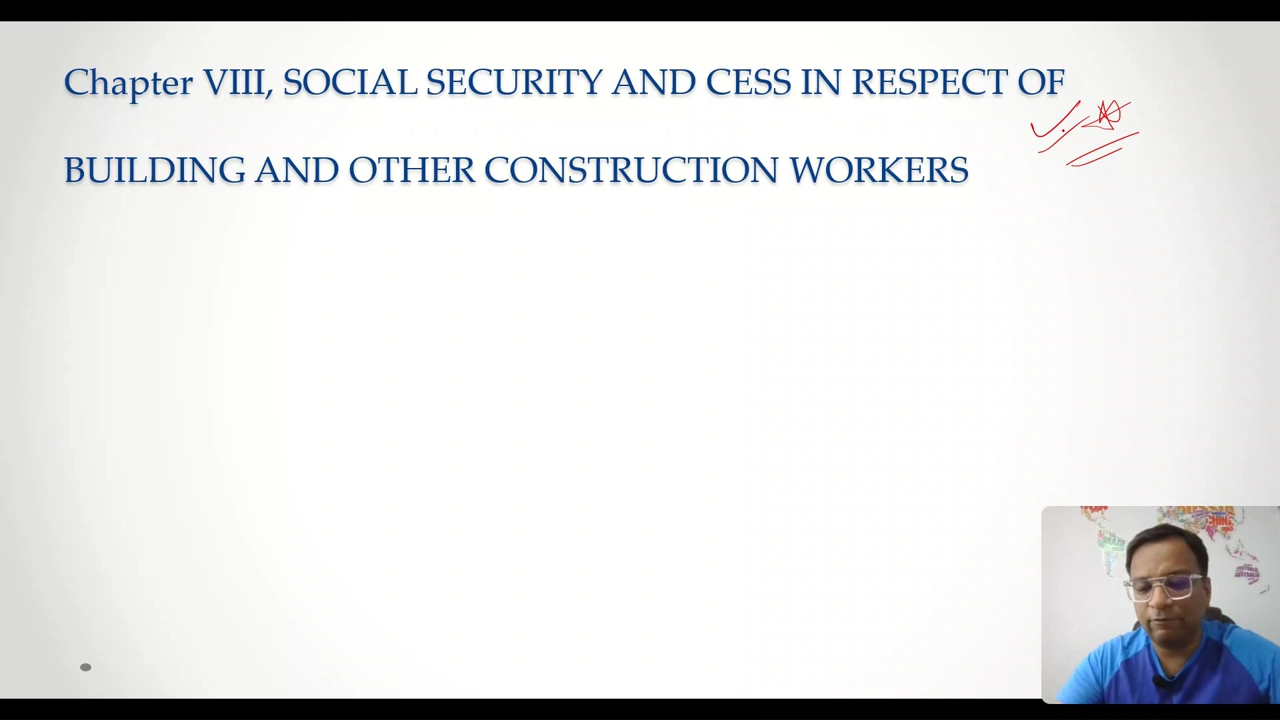 Chapter VIII, SOCIAL SECURITY AND CESS IN RESPECT OF
BUILDING AND OTHER CONSTRUCTION WORKERS